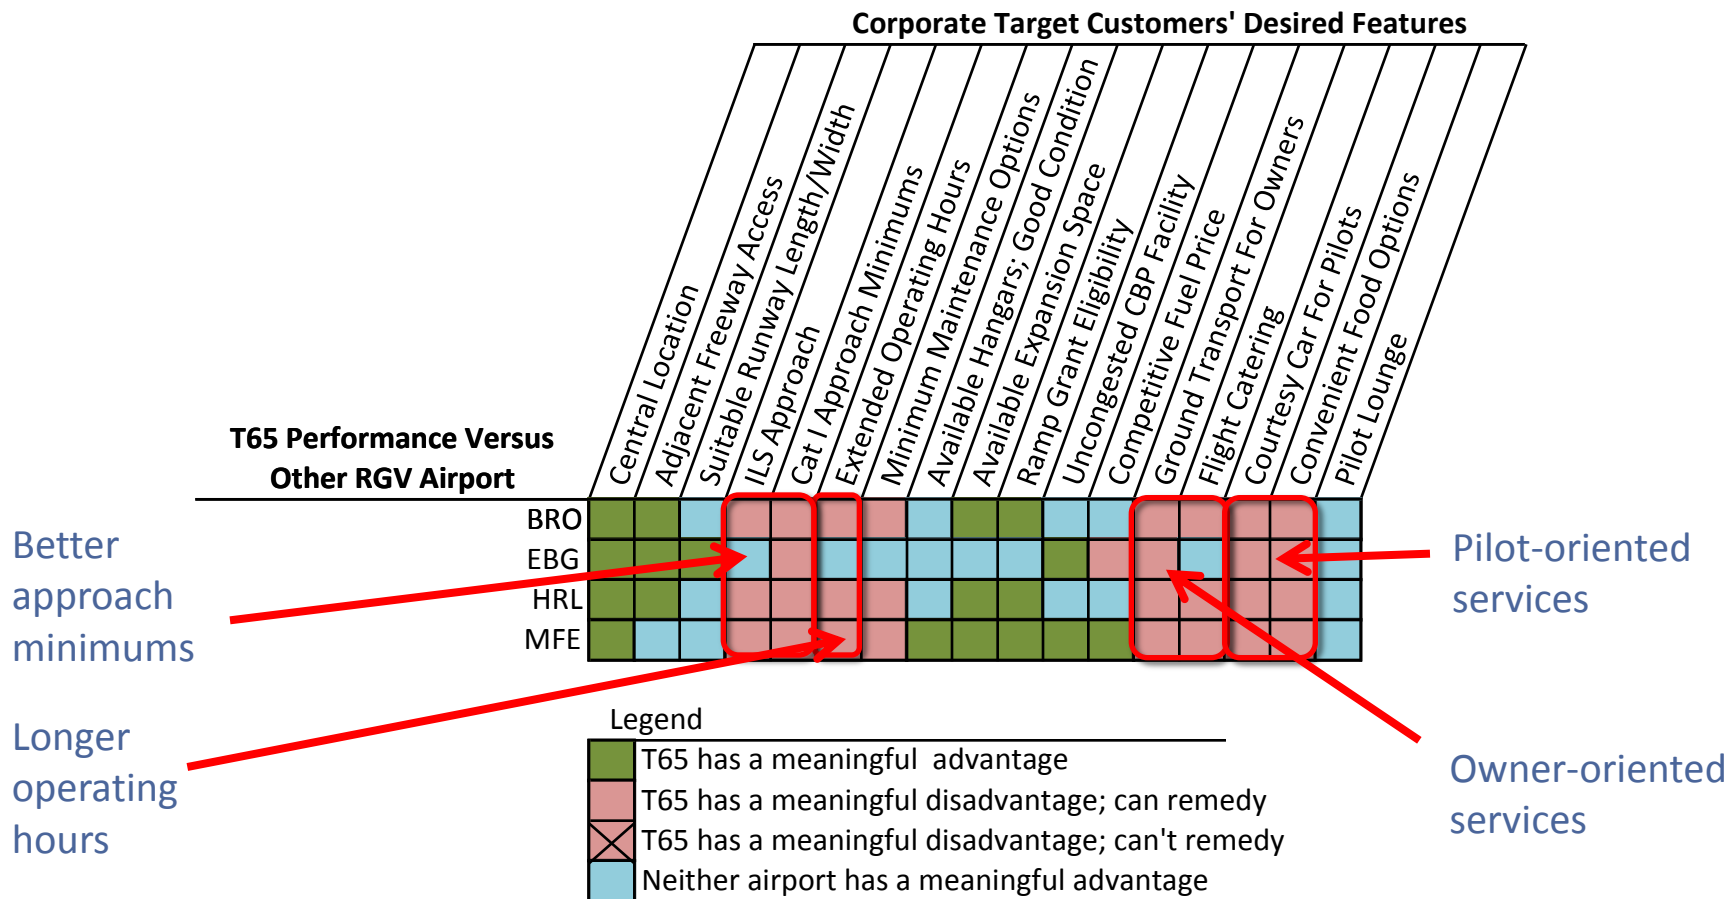 Corporate Target Customers' Desired Features
Central Location
Adjacent Freeway Access
Suitable Runway Length/Width
ILS Approach
Cat I Approach Minimums
Extended Operating Hours
Minimum Maintenance Options
Available Hangars; Good Condition
Available Expansion Space
Ramp Grant Eligibility
Uncongested CBP Facility
Competitive Fuel Price
Ground Transport For Owners
Flight Catering
Courtesy Car For Pilots
Convenient Food Options
Pilot Lounge
T65 Performance Versus
Other RGV Airport
BRO
EBG
HRL
MFE
Better
approach
minimums
Longer
operating
hours
Pilot-oriented
services
Owner-oriented
services
Legend
T65 has a meaningful advantage
T65 has a meaningful disadvantage; can remedy
T65 has a meaningful disadvantage; can't remedy
Neither airport has a meaningful advantage